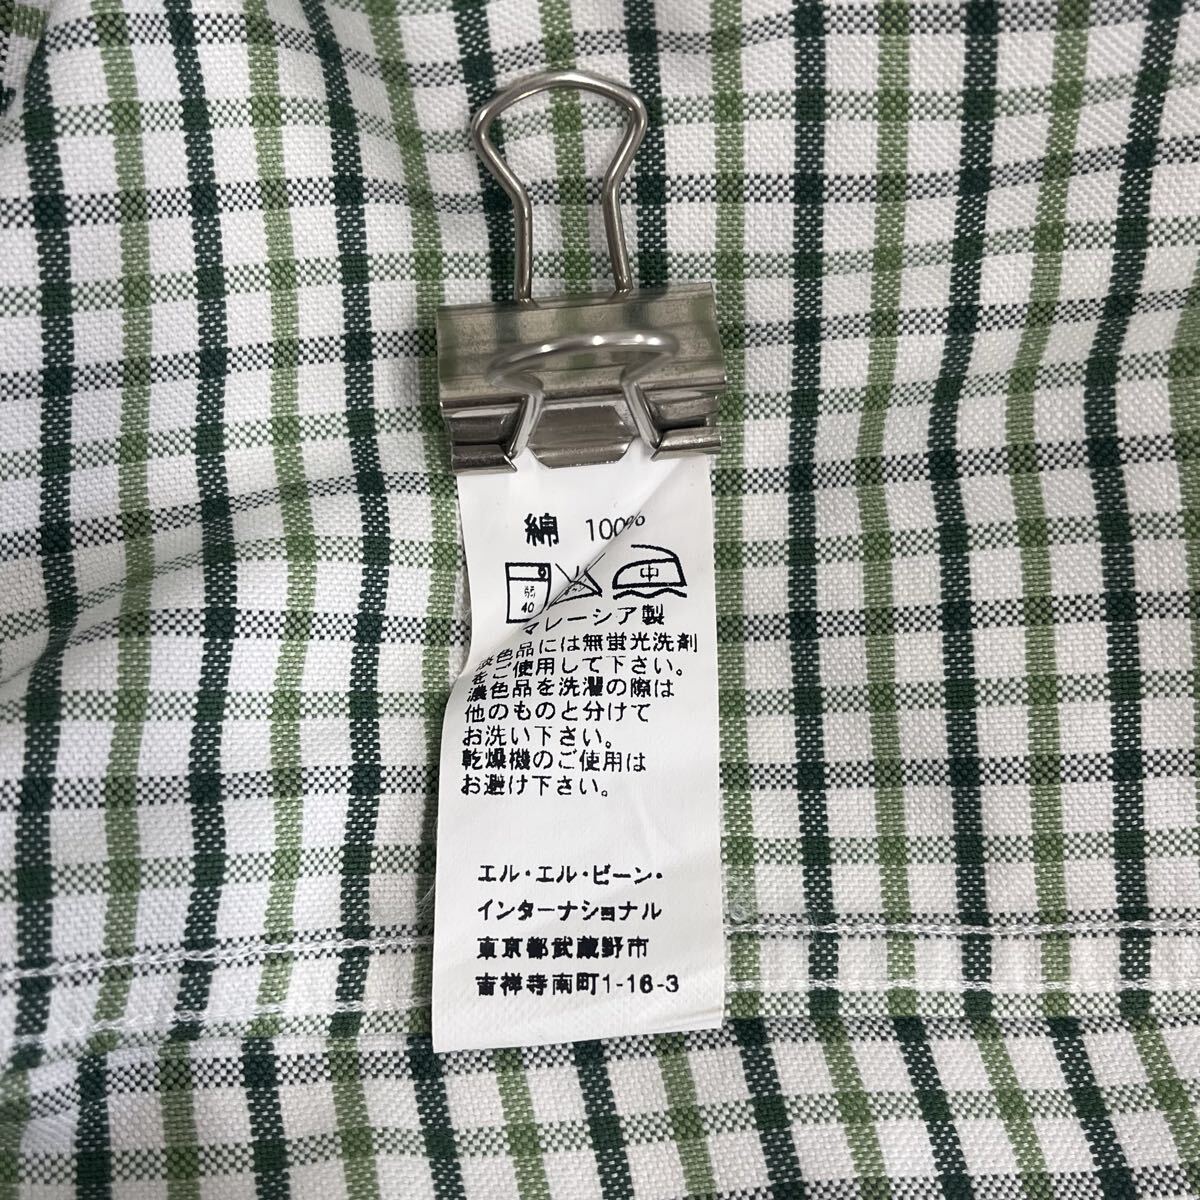 綿 100%
弱
40
中
マレーシア製
淡色品には無蛍光洗剤
をご使用して下さい。
濃色品を洗濯の際は
他のものと分けて
お洗い下さい。
乾燥機のご使用は
お避け下さい。
エル・エル・ビーン・
インターナショナル
東京都武蔵野市
吉祥寺南町1-16-3